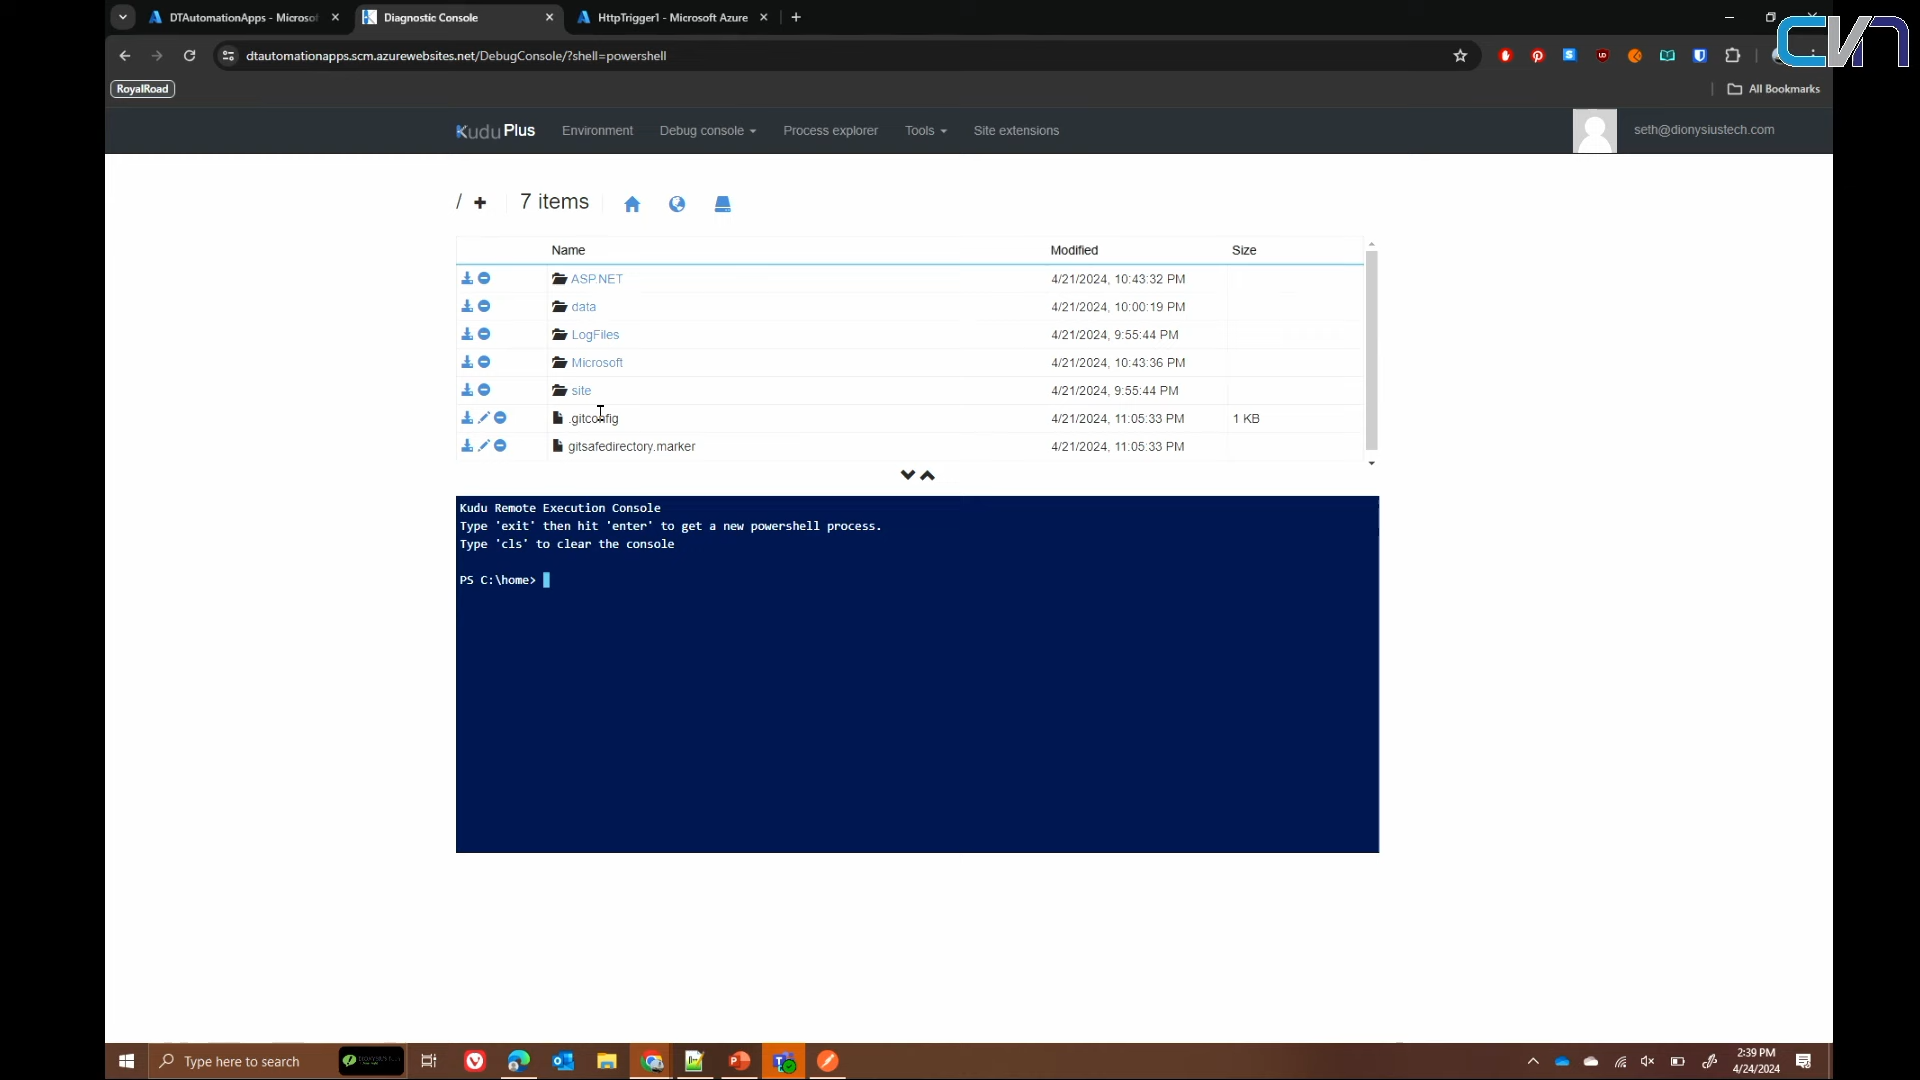 DTAutomationApps - Microsof
Diagnostic Console
HttpTrigger1 - Microsoft Azure
CVN
dtautomationapps.scm.azurewebsites.net/DebugConsole/?shell=powershell
RoyalRoad
All Bookmarks
Kudu Plus
Environment
Debug console
Process explorer
Tools
Site extensions
seth@dionysiustech.com
/ + 7 items
Name Modified Size
ASP.NET 4/21/2024, 10:43:32 PM
data 4/21/2024, 10:00:19 PM
LogFiles 4/21/2024, 9:55:44 PM
Microsoft 4/21/2024, 10:43:36 PM
site 4/21/2024, 9:55:44 PM
.gitconfig 4/21/2024, 11:05:33 PM 1 KB
gitsafedirectory.marker 4/21/2024, 11:05:33 PM
Kudu Remote Execution Console
Type 'exit' then hit 'enter' to get a new powershell process.
Type 'cls' to clear the console
PS C:\home>
Type here to search
2:39 PM
4/24/2024